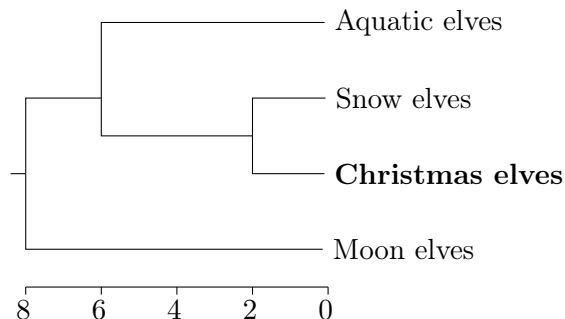 Aquatic elves
Snow elves
Christmas elves
Moon elves
8 6 4 2 0